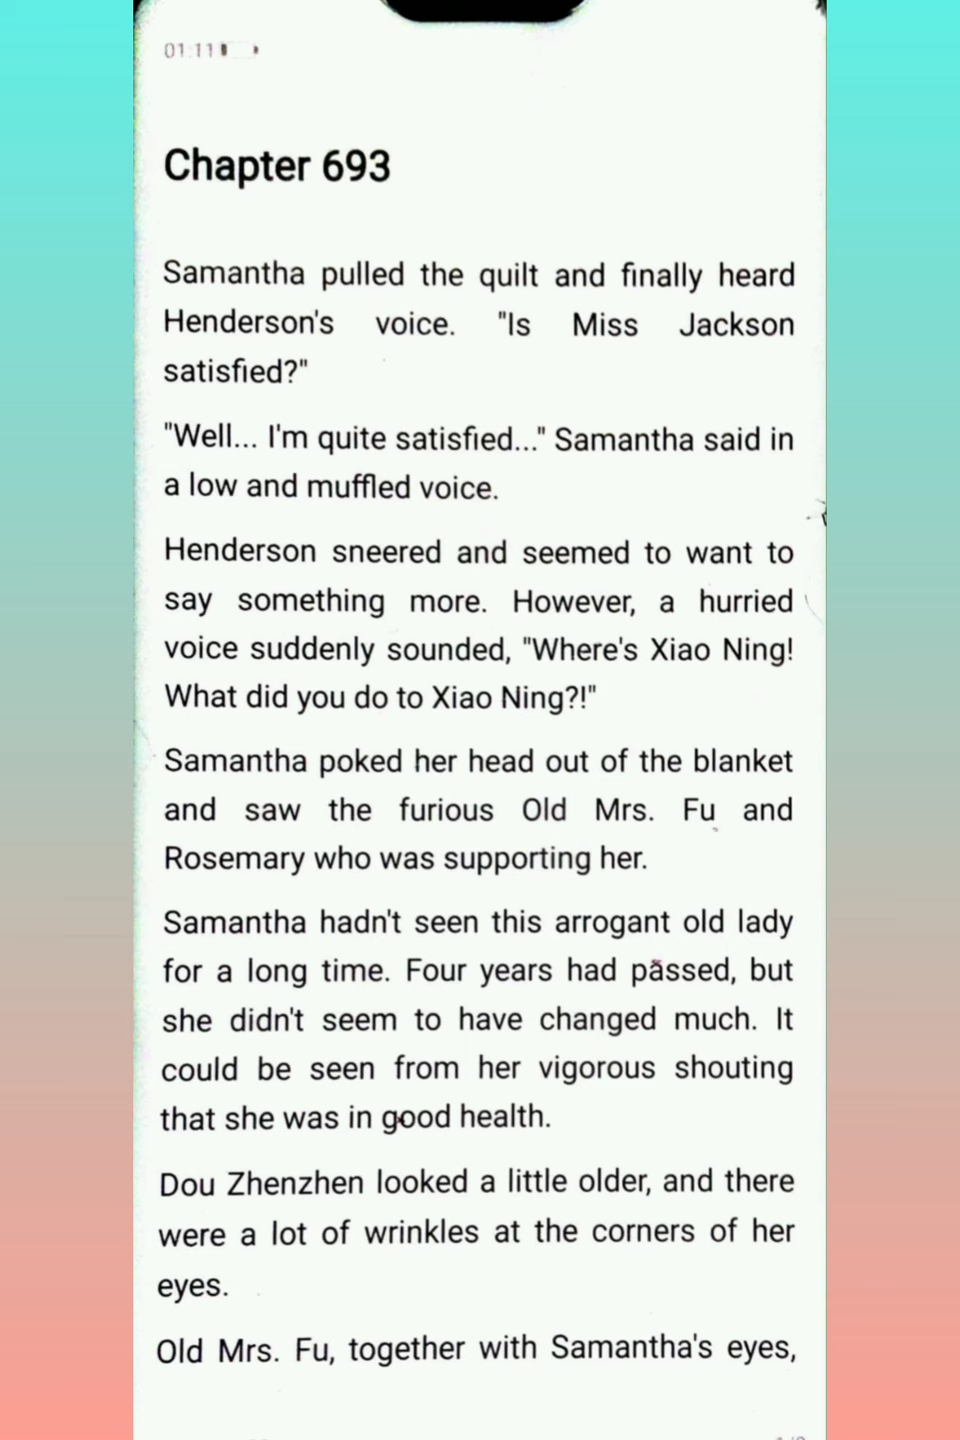 01:11
Chapter 693
Samantha pulled the quilt and finally heard
Henderson's voice. "Is Miss Jackson
satisfied?"
"Well... I'm quite satisfied..." Samantha said in
a low and muffled voice.
Henderson sneered and seemed to want to
say something more. However, a hurried
voice suddenly sounded, "Where's Xiao Ning!
What did you do to Xiao Ning?!"
Samantha poked her head out of the blanket
and saw the furious Old Mrs. Fu and
Rosemary who was supporting her.
Samantha hadn't seen this arrogant old lady
for a long time. Four years had passed, but
she didn't seem to have changed much. It
could be seen from her vigorous shouting
that she was in good health.
Dou Zhenzhen looked a little older, and there
were a lot of wrinkles at the corners of her
eyes.
Old Mrs. Fu, together with Samantha's eyes,